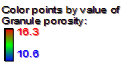 Color points by value of
Granule porosity:
16.3
10.6